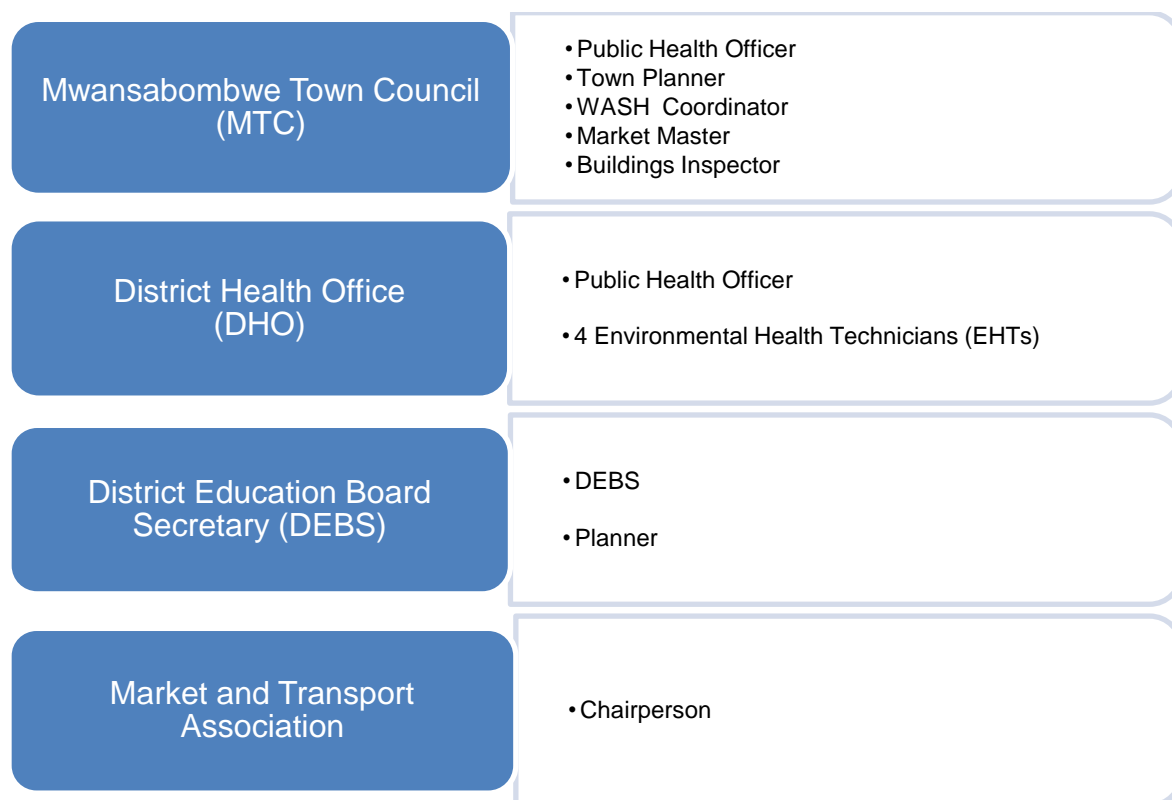 Mwansabombwe Town Council
(MTC)
•Public Health Officer
•Town Planner
•WASH Coordinator
•Market Master
•Buildings Inspector
District Health Office
(DHO)
•Public Health Officer
•4 Environmental Health Technicians (EHTs)
District Education Board
Secretary (DEBS)
•DEBS
•Planner
Market and Transport
Association
•Chairperson